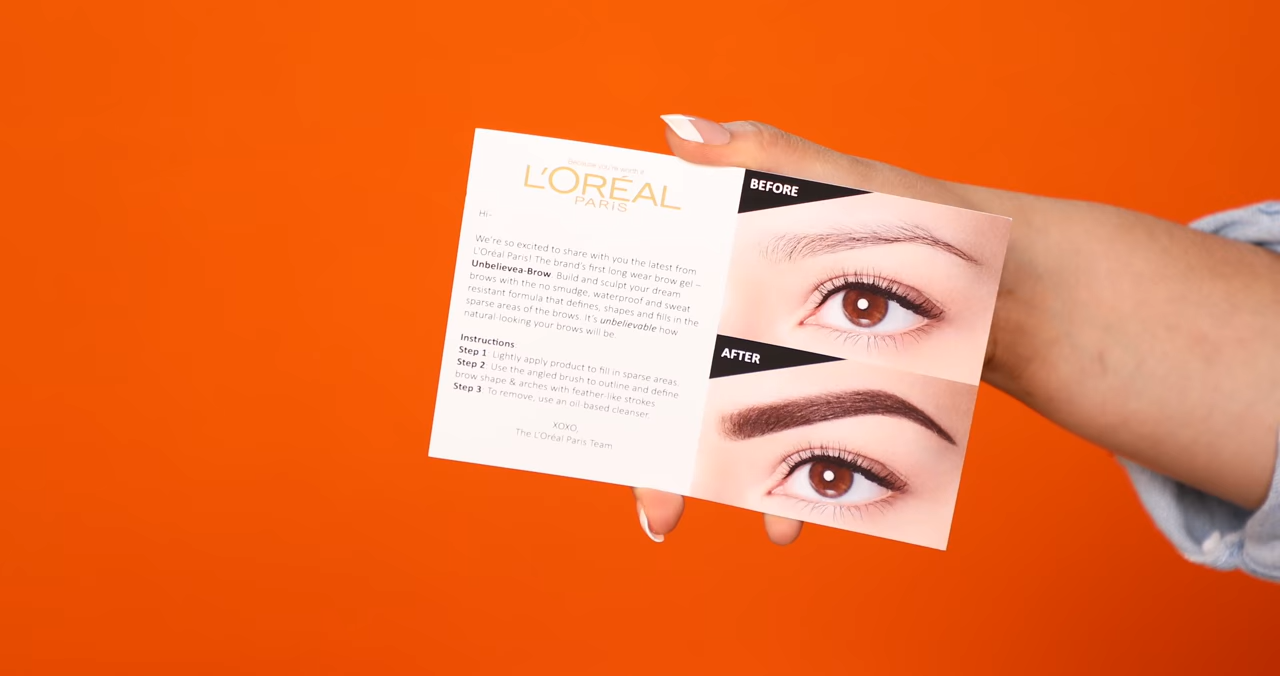 Because you're worth it
L'ORÉAL
PARIS
Hi-
We're so excited to share with you the latest from
L'Oréal Paris! The brand's first long wear brow gel –
Unbelievea-Brow. Build and sculpt your dream
brows with the no smudge, waterproof and sweat
resistant formula that defines, shapes and fills in the
sparse areas of the brows. It's unbelievable how
natural-looking your brows will be.
Instructions
Step 1 Lightly apply product to fill in sparse areas.
Step 2 Use the angled brush to outline and define
brow shape & arches with feather-like strokes.
Step 3 To remove, use an oil-based cleanser.
XOXO,
The L'Oréal Paris Team
BEFORE
AFTER